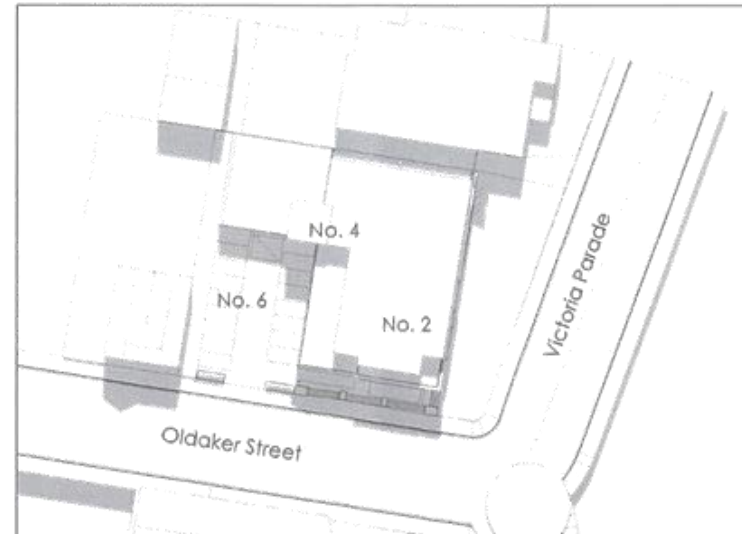 No. 4
No. 6
No. 2
Victoria Parade
Oldaker Street